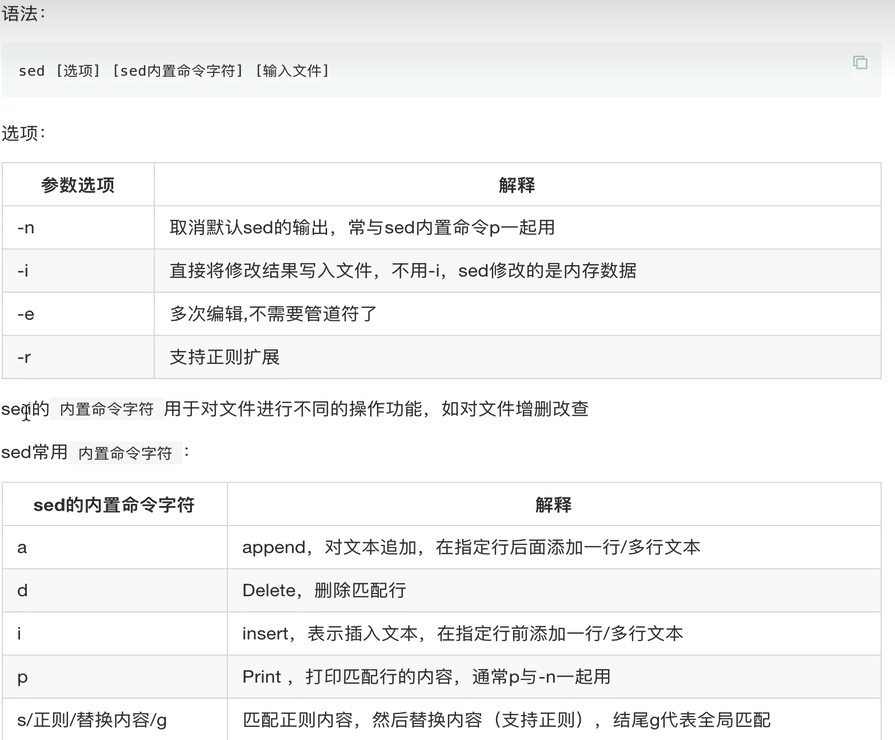 语法：
sed [选项] [sed内置命令字符] [输入文件]
选项：
参数选项 解释
-n 取消默认sed的输出，常与sed内置命令p一起用
-i 直接将修改结果写入文件，不用-i，sed修改的是内存数据
-e 多次编辑,不需要管道符了
-r 支持正则扩展
sed的 内置命令字符 用于对文件进行不同的操作功能，如对文件增删改查
sed常用 内置命令字符 ：
sed的内置命令字符 解释
a append，对文本追加，在指定行后面添加一行/多行文本
d Delete，删除匹配行
i insert，表示插入文本，在指定行前添加一行/多行文本
p Print ，打印匹配行的内容，通常p与-n一起用
s/正则/替换内容/g 匹配正则内容，然后替换内容（支持正则），结尾g代表全局匹配